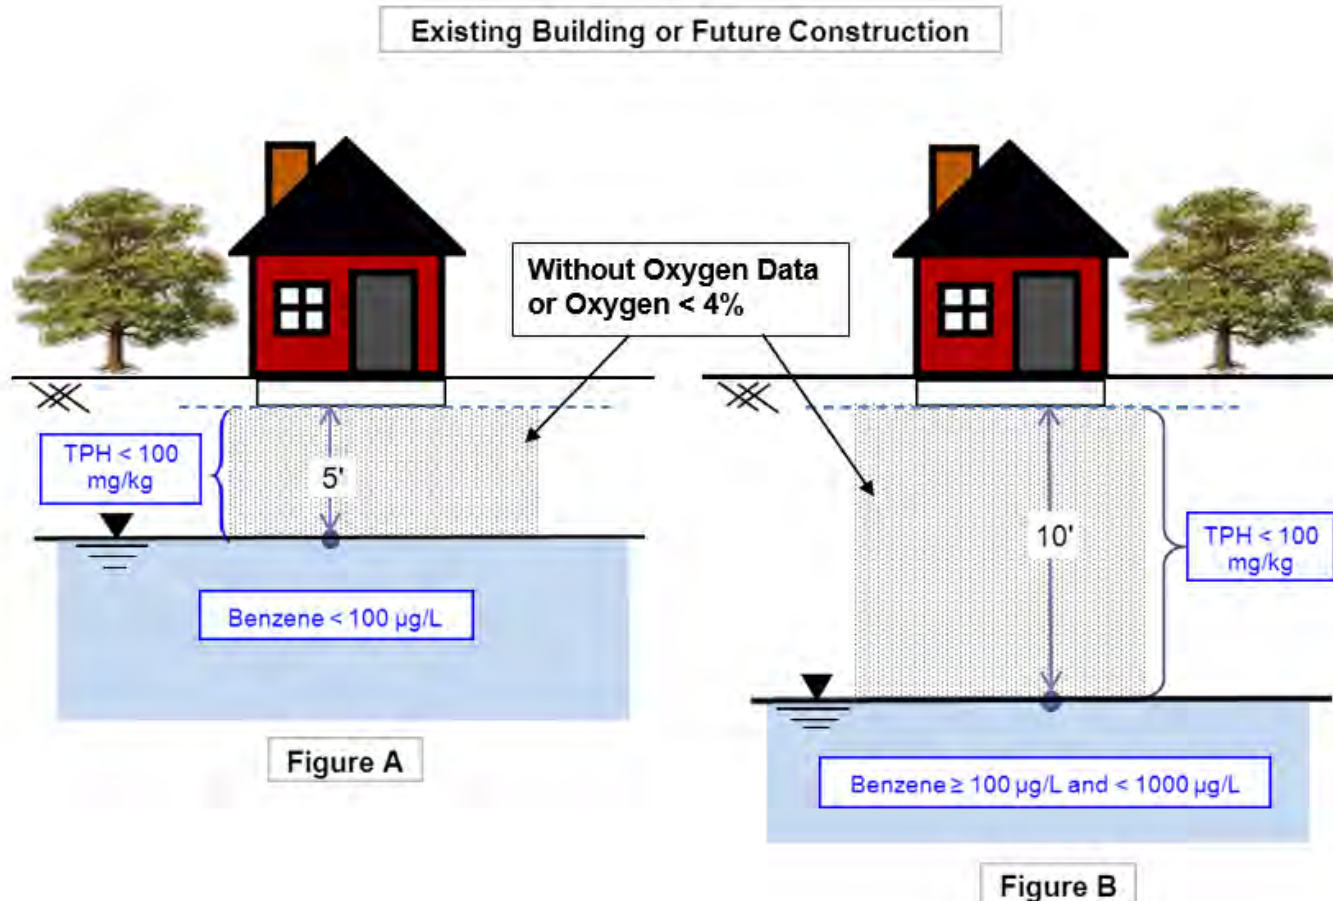 Existing Building or Future Construction
Without Oxygen Data
or Oxygen < 4%
TPH < 100
mg/kg
5'
Benzene < 100 µg/L
Figure A
10'
TPH < 100
mg/kg
Benzene ≥ 100 µg/L and < 1000 µg/L
Figure B